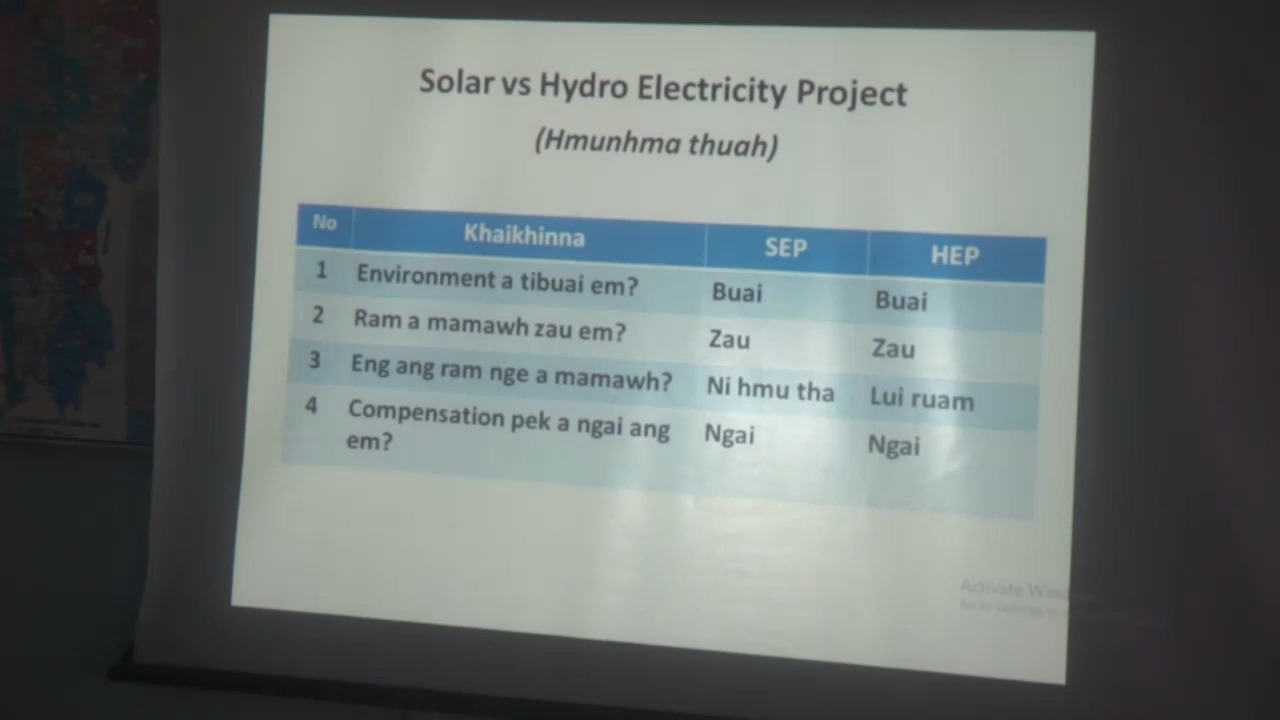 Solar vs Hydro Electricity Project
(Hmunhma thuah)
No Khaikhinna SEP HEP
1 Environment a tibuai em? Buai Buai
2 Ram a mamawh zau em? Zau Zau
3 Eng ang ram nge a mamawh? Ni hmu tha Lui ruam
4 Compensation pek a ngai ang Ngai Ngai
em?
Activate